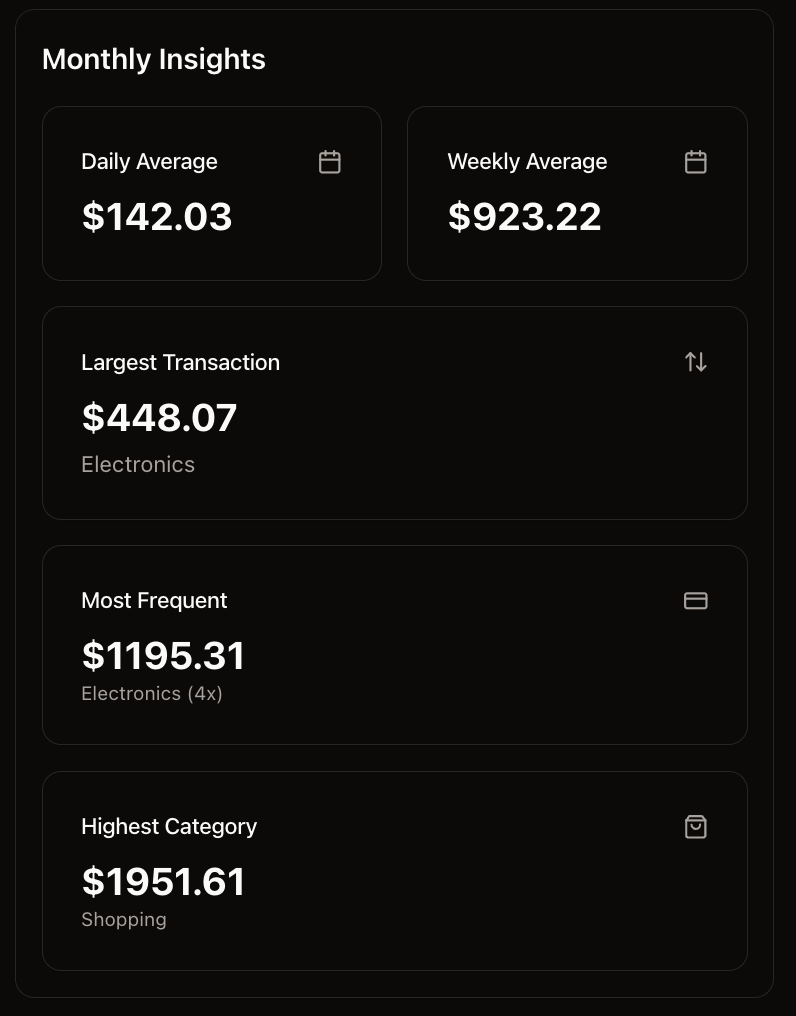 Monthly Insights
Daily Average
$142.03
Weekly Average
$923.22
Largest Transaction
$448.07
Electronics
Most Frequent
$1195.31
Electronics (4x)
Highest Category
$1951.61
Shopping